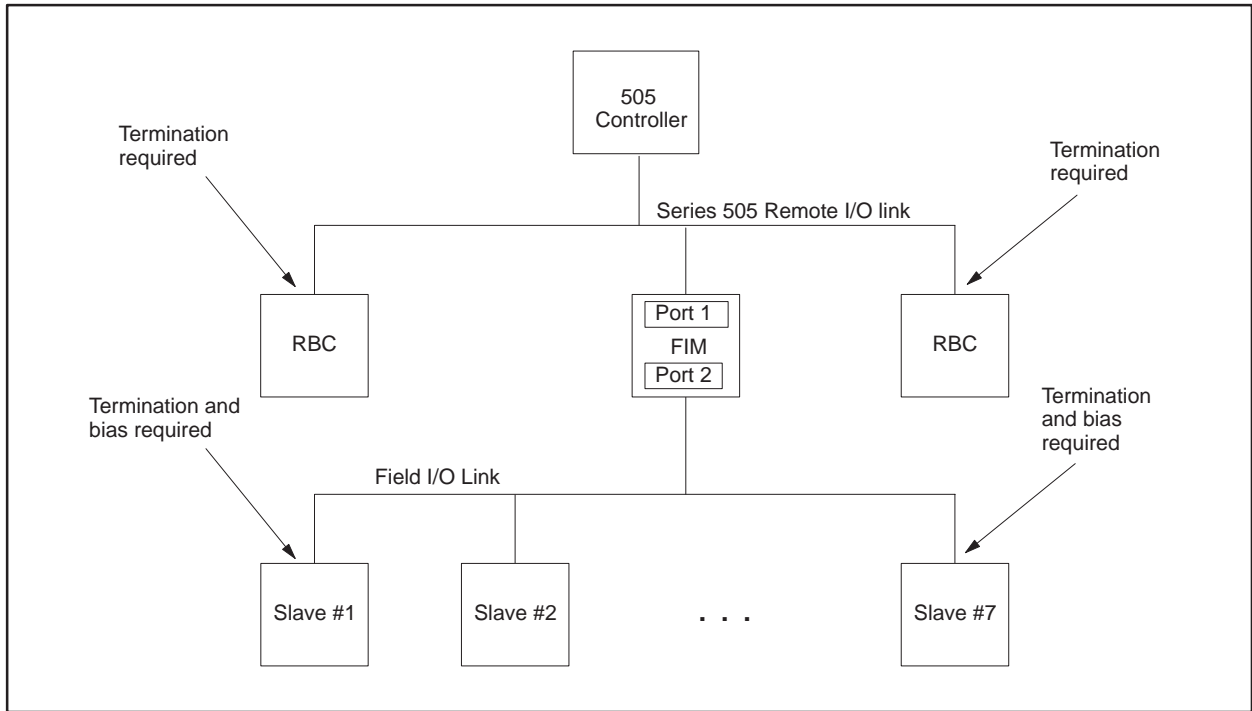 505
Controller
Termination
required
Termination
required
Series 505 Remote I/O link
RBC
Port 1
FIM
Port 2
RBC
Termination and
bias required
Termination
and bias
required
Field I/O Link
Slave #1
Slave #2
. . .
Slave #7